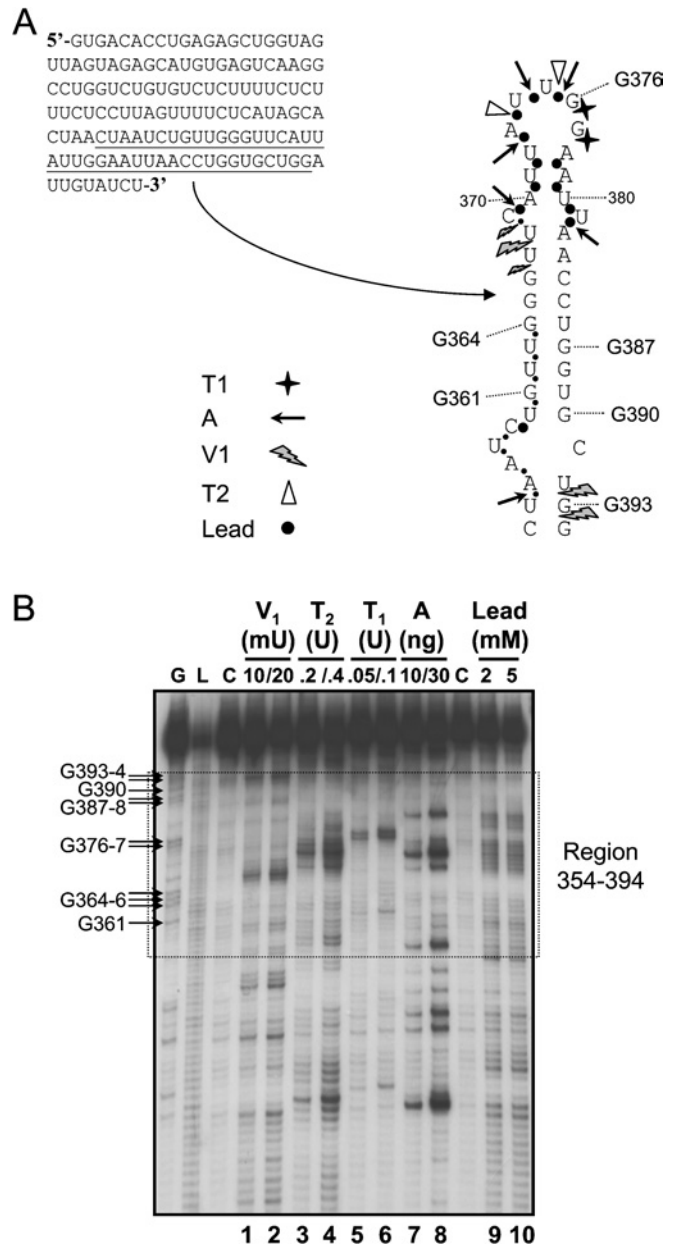 A
5'-GUGACACCUGAGAGCUGGUAG
UUAGUAGAGCAUGUGAGUCAAGG
CCUGGUCUGUGUCUCUUUUCUCU
UUCUCCUUAGUUUUCUCAUAGCA
CUAACUAAUCUGUUGGGUUCAUU
AUUGGAAUUAACCUGGUGCUGGA
UUGUAUCU-3'
U
U G G376
A G
U A
U A
370 A U 380
C U
U A
U A
G C
G C
G364 G U
U G G387
U G
G361 G U
U G G390
C C
U
A U
A G G393
U G
C G
T1
A
V1
T2
Lead
B
V1 T2 T1 A Lead
(mU) (U) (U) (ng) (mM)
G L C 10/20 .2 /.4 .05/.1 10/30 C 2 5
G393-4
G390
G387-8
G376-7
G364-6
G361
Region
354-394
1 2 3 4 5 6 7 8 9 10